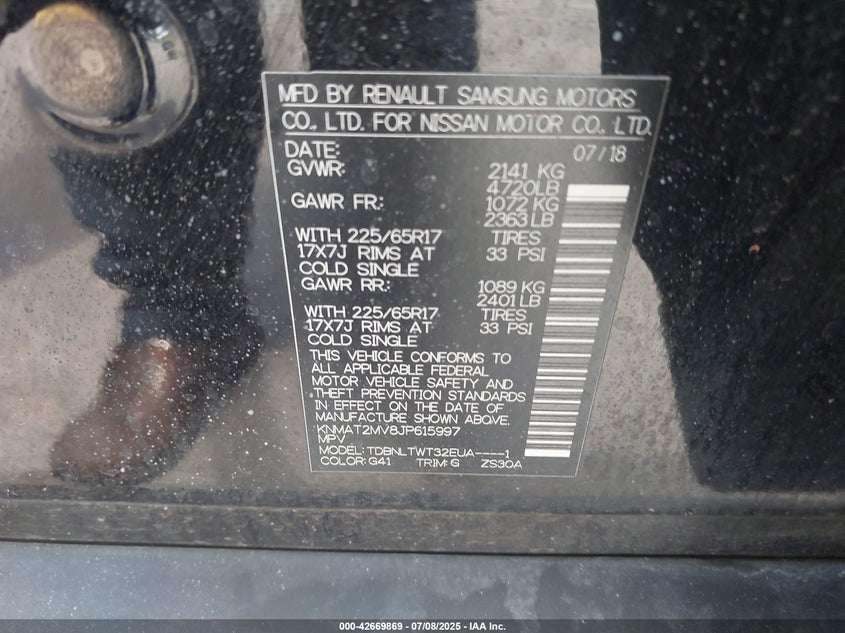 MFD BY RENAULT SAMSUNG MOTORS
CO., LTD. FOR NISSAN MOTOR CO., LTD.
DATE: 07/18
GVWR: 2141 KG
4720LB
GAWR FR: 1072 KG
2363 LB
WITH 225/65R17 TIRES
17X7J RIMS AT 33 PSI
COLD SINGLE
GAWR RR: 1089 KG
2401 LB
WITH 225/65R17 TIRES
17X7J RIMS AT 33 PSI
COLD SINGLE
THIS VEHICLE CONFORMS TO
ALL APPLICABLE FEDERAL
MOTOR VEHICLE SAFETY AND
THEFT PREVENTION STANDARDS
IN EFFECT ON THE DATE OF
MANUFACTURE SHOWN ABOVE.
KNMAT2MV8JP615997
MPV
MODEL: TDBNLTWT32EUA----1
COLOR: G41 TRIM: G ZS30A
000-42669869 - 07/08/2025 - IAA Inc.